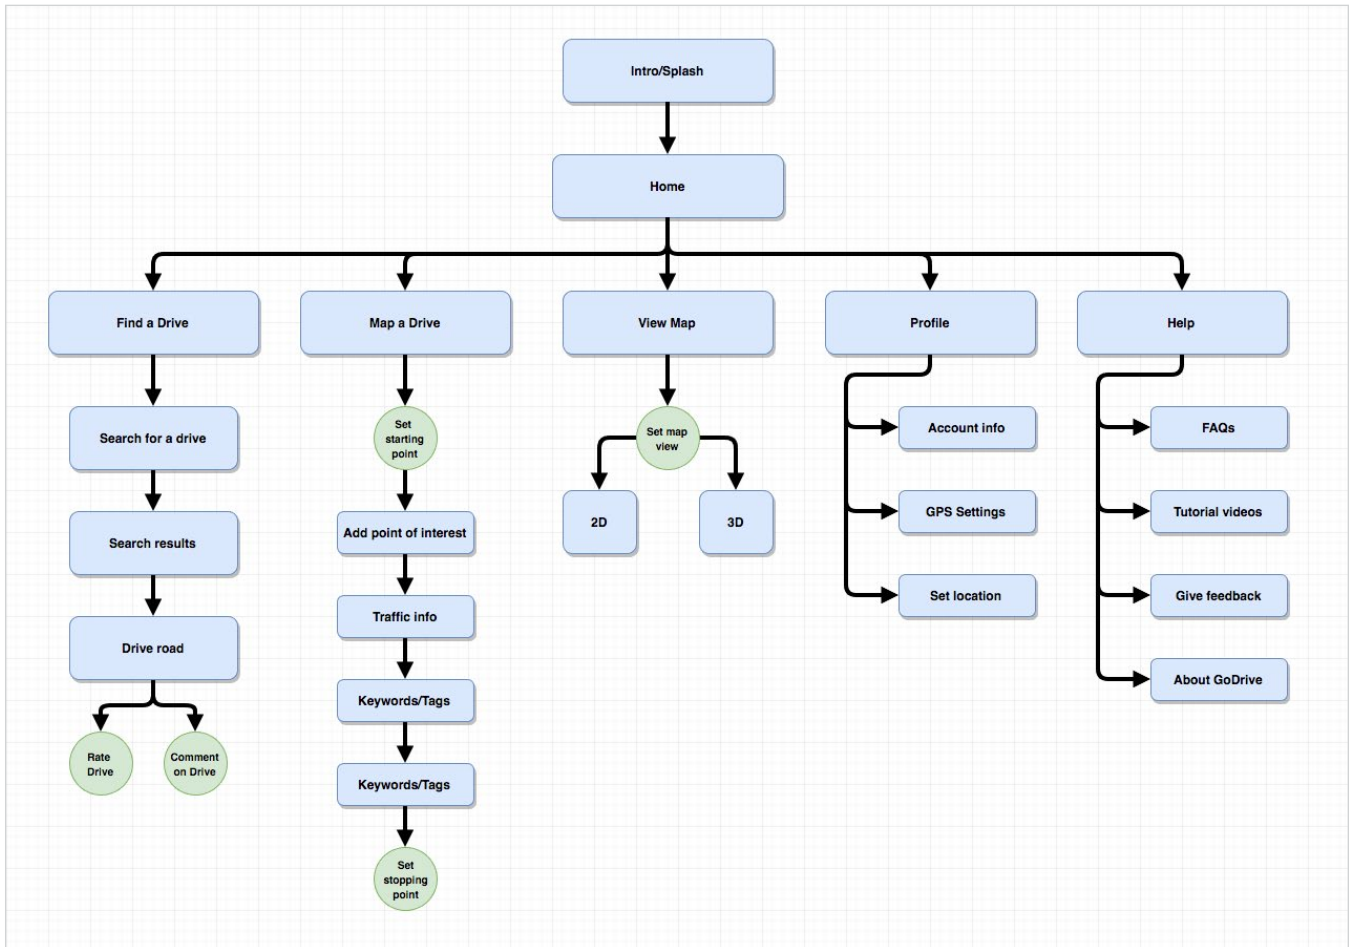 Intro/Splash
Home
Find a Drive
Map a Drive
View Map
Profile
Help
Search for a drive
Search results
Drive road
Rate
Drive
Comment
on Drive
Set
starting
point
Add point of interest
Traffic info
Keywords/Tags
Keywords/Tags
Set
stopping
point
Set map
view
2D
3D
Account info
GPS Settings
Set location
FAQs
Tutorial videos
Give feedback
About GoDrive